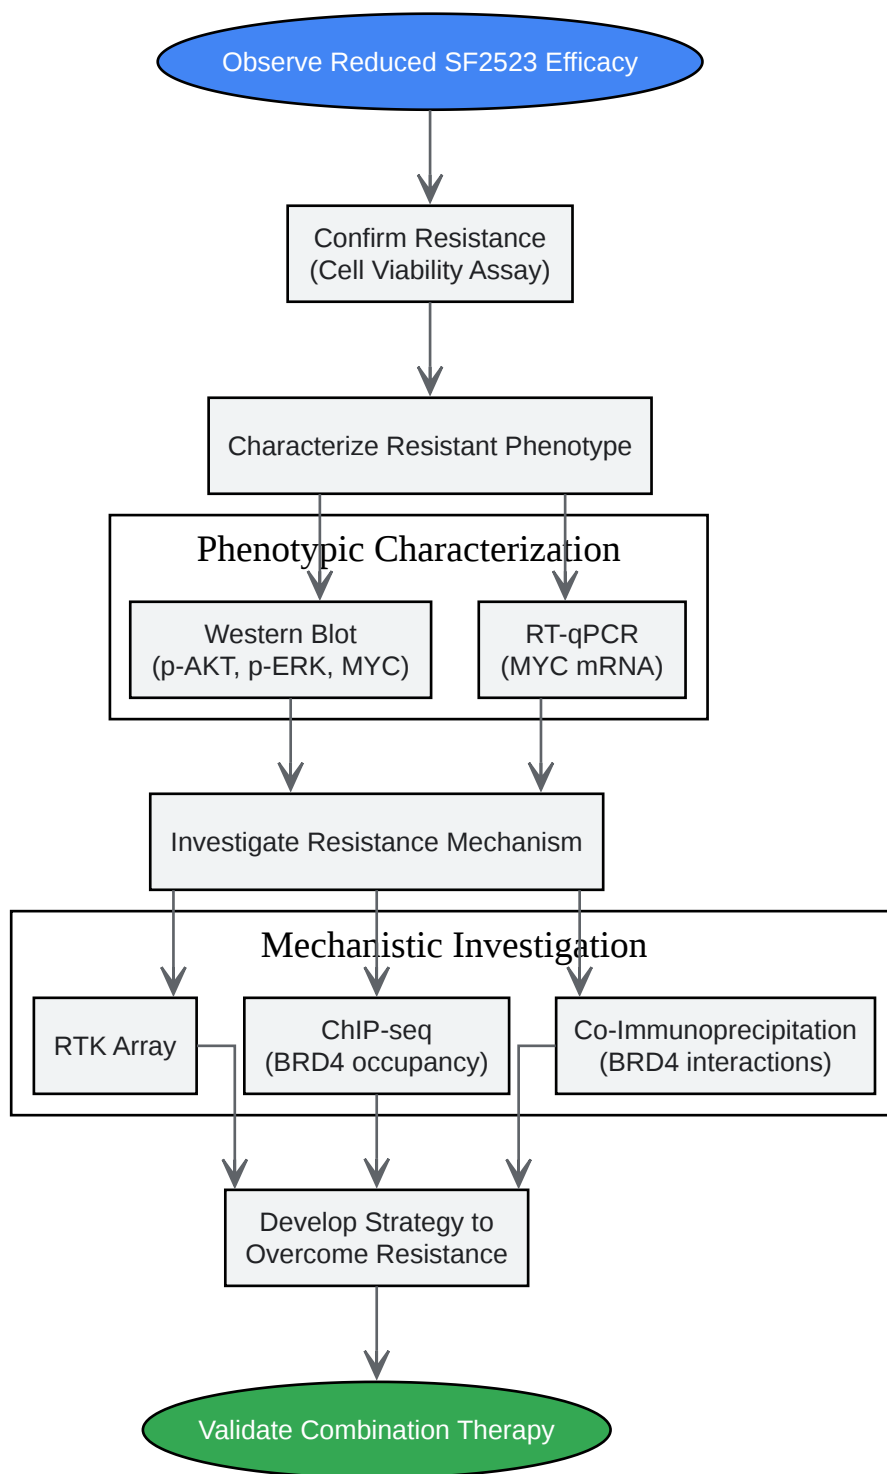 Observe Reduced SF2523 Efficacy
Confirm Resistance
(Cell Viability Assay)
Characterize Resistant Phenotype
Phenotypic Characterization
Western Blot
(p-AKT, p-ERK, MYC)
RT-qPCR
(MYC mRNA)
Investigate Resistance Mechanism
Mechanistic Investigation
RTK Array
ChIP-seq
(BRD4 occupancy)
Co-Immunoprecipitation
(BRD4 interactions)
Develop Strategy to
Overcome Resistance
Validate Combination Therapy